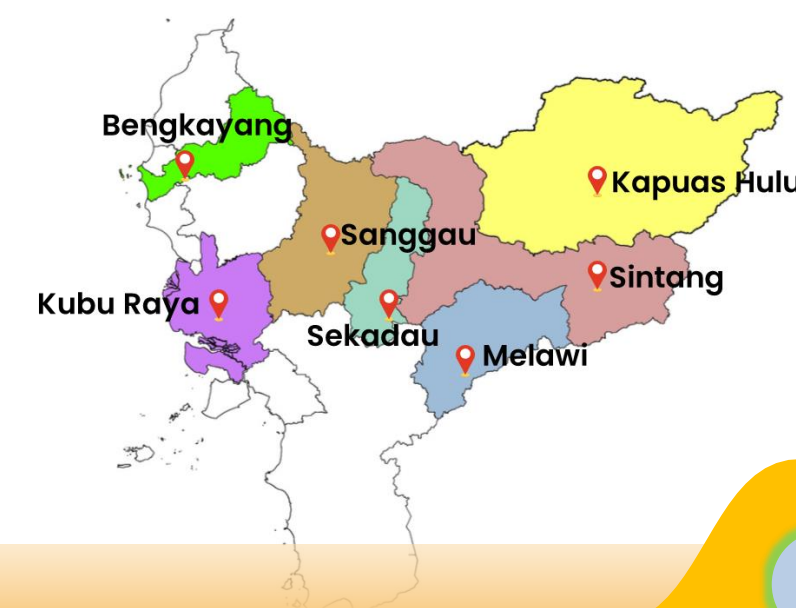 Bengkayang
Kapuas Hulu
Sanggau
Sintang
Kubu Raya
Sekadau
Melawi